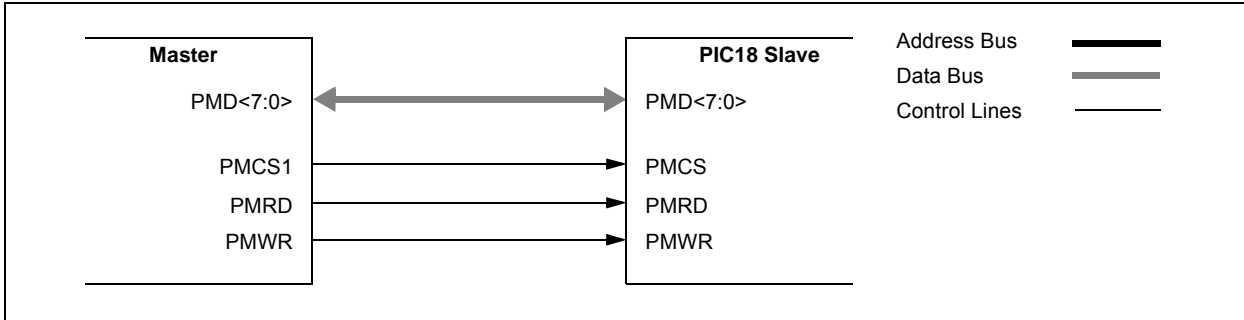 Master
PMD<7:0>
PMCS1
PMRD
PMWR
PIC18 Slave
PMD<7:0>
PMCS
PMRD
PMWR
Address Bus
Data Bus
Control Lines